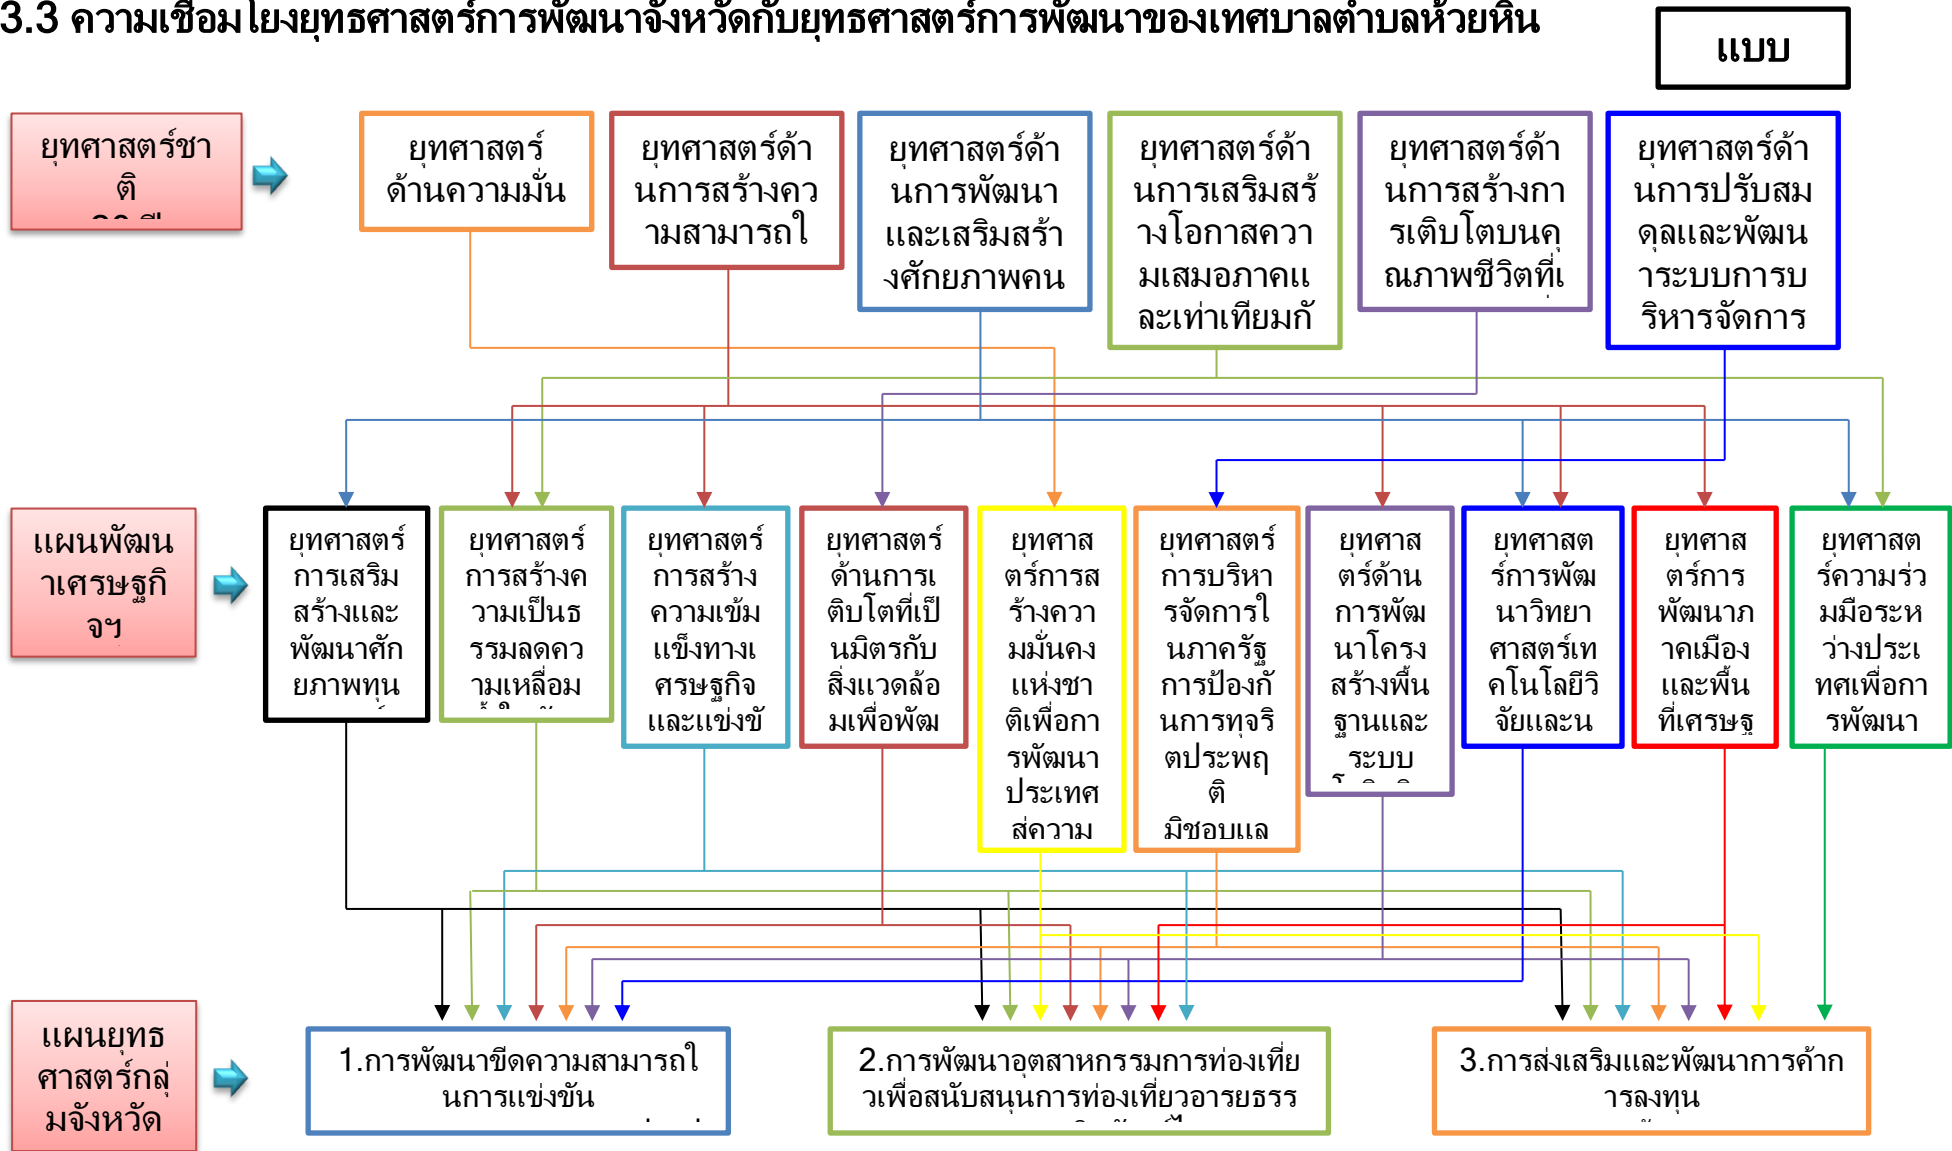 3.3 ความเชื่อมโยงยุทธศาสตร์การพัฒนาจังหวัดกับยุทธศาสตร์การพัฒนาของเทศบาลตำบลห้วยหิน
แบบ
ยุทศาสตร์ชา
ติ
ยุทศาสตร์
ด้านความมั่น
ยุทศาสตร์ด้า
นการสร้างคว
ามสามารถใ
ยุทศาสตร์ด้า
นการพัฒนา
และเสริมสร้า
งศักยภาพคน
ยุทศาสตร์ด้า
นการเสริมสร้
างโอกาสควา
มเสมอภาคแ
ละเท่าเทียมกั
ยุทศาสตร์ด้า
นการสร้างกา
รเติบโตบนคุ
ณภาพชีวิตที่เ
ยุทศาสตร์ด้า
นการปรับสม
ดุลและพัฒน
าระบบการบ
ริหารจัดการ
แผนพัฒน
าเศรษฐกิ
จฯ
ยุทศาสตร์
การเสริม
สร้างและ
พัฒนาศัก
ยภาพทุน
ยุทศาสตร์
การสร้างค
วามเป็นธ
รรมลดคว
ามเหลื่อม
ยุทศาสตร์
การสร้าง
ความเข้ม
แข็งทางเ
ศรษฐกิจ
และแข่งขั
ยุทศาสตร์
ด้านการเ
ติบโตที่เป็
นมิตรกับ
สิ่งแวดล้อ
มเพื่อพัฒ
ยุทศาส
ตร์การส
ร้างควา
มมั่นคง
แห่งชา
ติเพื่อกา
รพัฒนา
ประเทศ
สู่ความ
ยุทศาสตร์
การบริหา
รจัดการใ
นภาครัฐ
การป้องกั
นการทุจริ
ตประพฤ
ติ
มิชอบแล
ยุทศาส
ตร์ด้าน
การพัฒ
นาโครง
สร้างพื้น
ฐานและ
ระบบ
ยุทศาสต
ร์การพัฒ
นาวิทยา
ศาสตร์เท
คโนโลยีวิ
จัยและน
ยุทศาส
ตร์การ
พัฒนาภ
าคเมือง
และพื้น
ที่เศรษฐ
ยุทศาสต
ร์ความร่ว
มมือระห
ว่างประเ
ทศเพื่อกา
รพัฒนา
แผนยุทธ
ศาสตร์กลุ่
มจังหวัด
1.การพัฒนาขีดความสามารถใ
นการแข่งขัน
2.การพัฒนาอุตสาหกรรมการท่องเที่ย
วเพื่อสนับสนุนการท่องเที่ยวอารยธรร
3.การส่งเสริมและพัฒนาการค้าก
ารลงทุน